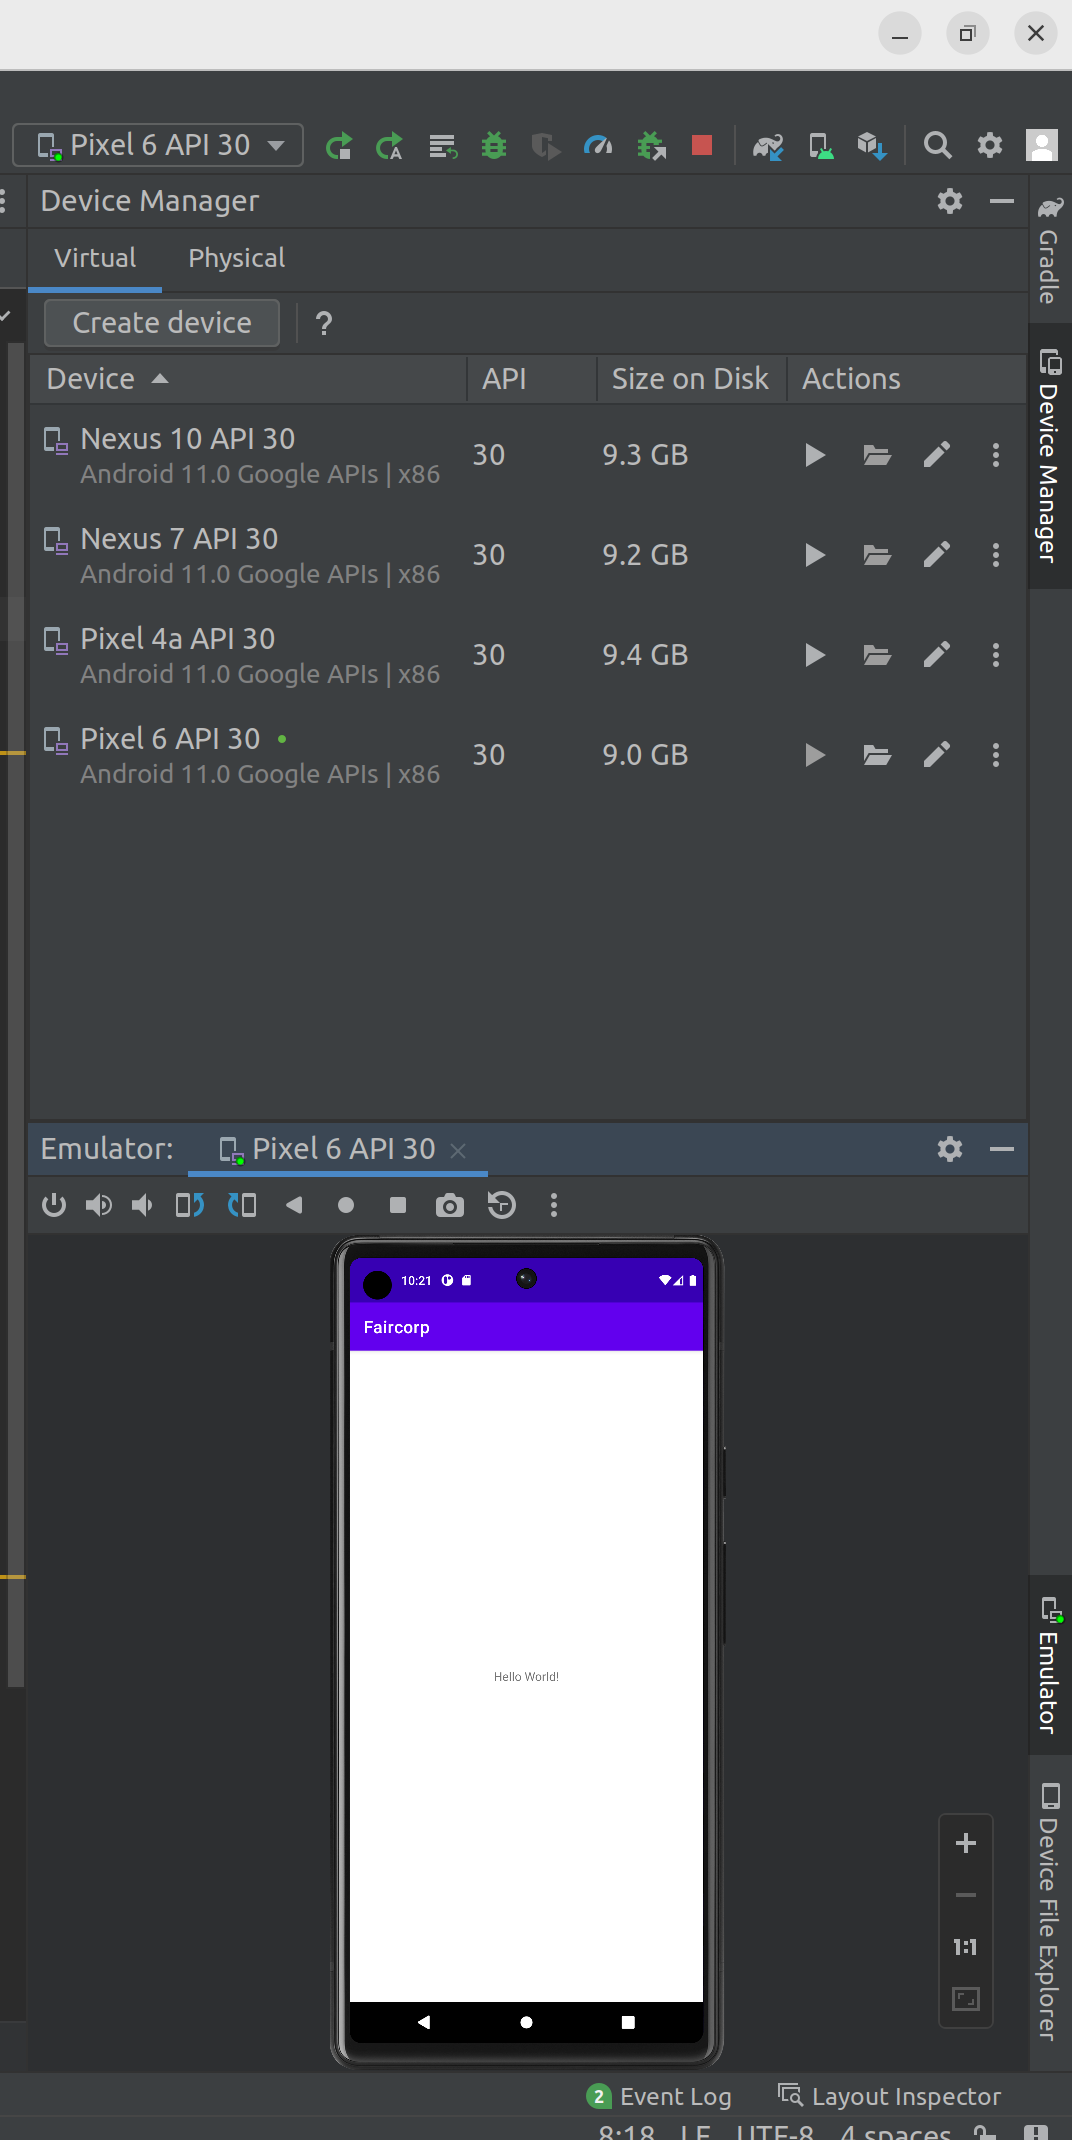 Pixel 6 API 30
Device Manager
Virtual Physical
Create device ?
Device API Size on Disk Actions
Nexus 10 API 30
Android 11.0 Google APIs | x86
30 9.3 GB
Nexus 7 API 30
Android 11.0 Google APIs | x86
30 9.2 GB
Pixel 4a API 30
Android 11.0 Google APIs | x86
30 9.4 GB
Pixel 6 API 30
Android 11.0 Google APIs | x86
30 9.0 GB
Gradle
Device Manager
Emulator: Pixel 6 API 30
10:21
Faircorp
Hello World!
1:1
Emulator
Device File Explorer
2 Event Log Layout Inspector
8:18 LF UTF-8 4 spaces